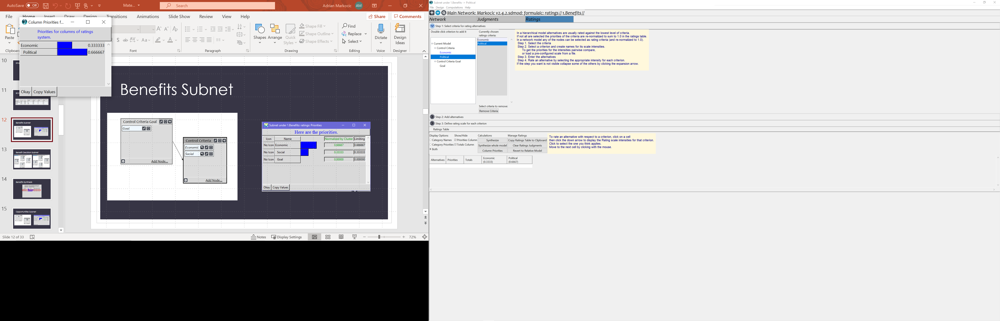 AutoSave Off
Mate...
Search
Adrian Markocic AM
File Home Insert Draw Design Transitions Animations Slide Show Review View Help
Share Comments
Paste
Clipboard
Font
Paragraph
Shapes Arrange Quick Styles
Shape Fill
Shape Outline
Shape Effects
Drawing
Find
Replace
Select
Editing
Dictate
Voice
Design Ideas
Designer
Column Priorities f...
Priorities for columns of ratings
system.
Economic 0.333333
Political 0.666667
Okay Copy Values
10
11
12
Benefits Subnet
13
Benefit Decision Subnet
14
Benefits Synthesis
15
Opportunities Subnet
Benefits Subnet
Control Criteria Goal
Goal
Add Node...
Control Criteria
Economic
Social
Add Node...
Subnet under 1.Benefits: ratings: Priorities
Here are the priorities.
Icon Name Normalized by Cluster Limiting
No Icon Economic 0.66667 0.666667
No Icon Social 0.33333 0.333333
No Icon Goal 0.00000 0.000000
Okay Copy Values
Slide 12 of 33
Notes Display Settings 72%
Subnet under 1.Benefits -> Political
File Design Computations Help
Main Network: Markocic v2.4.2.sdmod: formulaic: ratings//1.Benefits//
Network Judgments Ratings
Step 1: Select criteria for rating alternatives
Double click criterion to add it
Current Model
Control Criteria
Economic
Political
Control Criteria Goal
Goal
Currently chosen
ratings criteria:
Economic
Political
Select criteria to remove:
Remove Criteria
In a hierarchical model alternatives are usually rated against the lowest level of criteria.
If not all are selected the priorities of the criteria are re-normalized to sum to 1.0 in the ratings table.
In a network model any of the nodes can be selected as rating criteria (and re-normalized to 1.0).
Step 1. Select the criteria
Step 2. Select a criterion and create names for its scale intensities.
To get the priorities for the intensities pairwise compare,
or load a pre-configured scale from a file.
Step 3. Enter the alternatives
Step 4. Rate an alternative by selecting the appropriate intensity for each criterion.
If the step you want is not visible collapse some of the others by clicking the expansion arrow.
Step 2: Add alternatives
Step 3: Define rating scale for each criterion
Ratings Table
Display Options Show/Hide Calculations Manage Ratings
Category Names Priorities Column Synthesize Copy Ratings Table to Clipboard
Category Priorities Totals Column Synthesize whole model Clear Ratings Judgments
Both Column Priorities Revert to Relative Model
To rate an alternative with respect to a criterion, click on a cell
then click the down arrow to display the Rating scale intensities for that criterion.
Click to select the one you think applies.
Move to the next cell by clicking with the mouse.
Alternatives Priorities Totals Economic (0.3333) Political (0.6667)